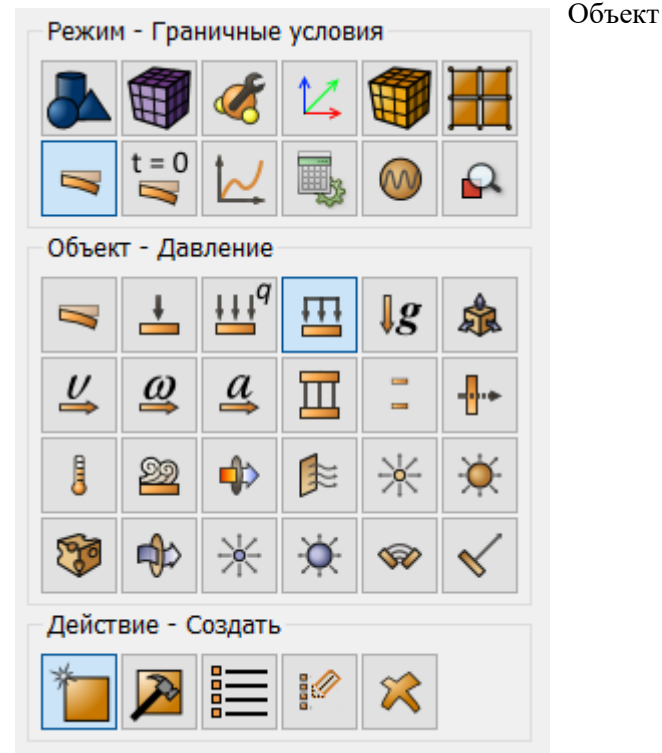 Объект
Режим - Граничные условия
t = 0
Объект - Давление
q
g
υ
ω
a
Действие - Создать